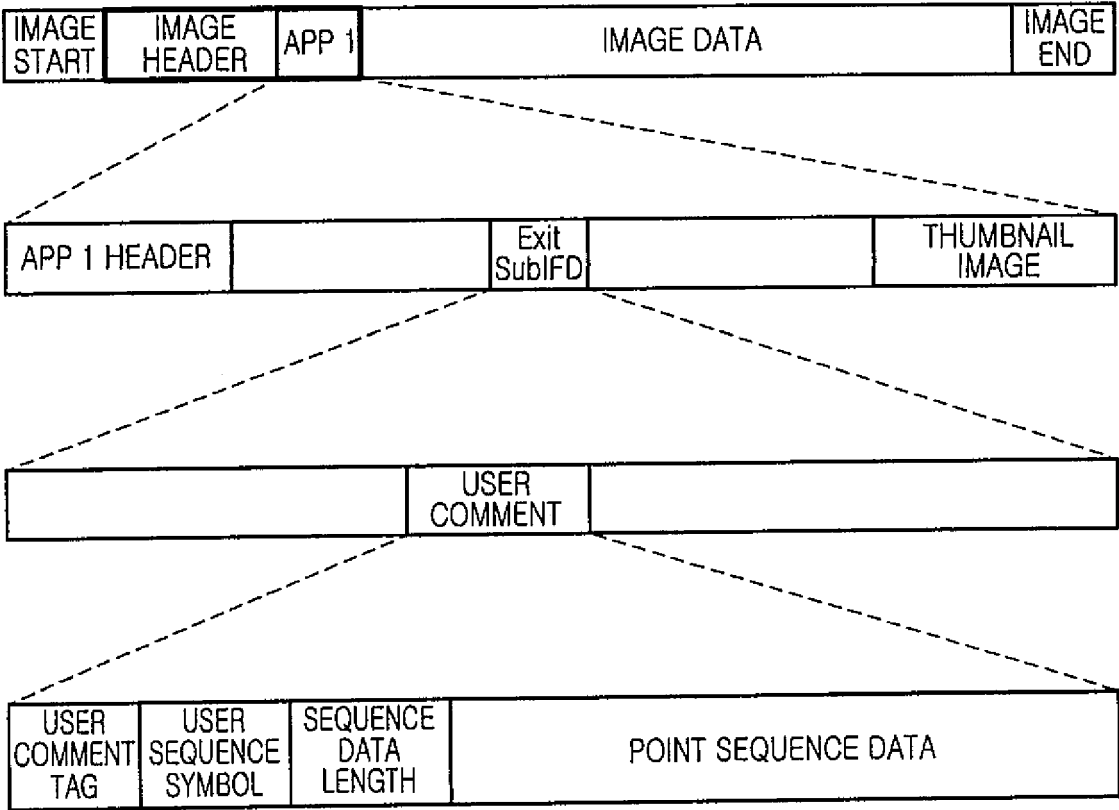 IMAGE START
IMAGE HEADER
APP 1
IMAGE DATA
IMAGE END
APP 1 HEADER
Exit SubIFD
THUMBNAIL IMAGE
USER COMMENT
USER COMMENT TAG
USER SEQUENCE SYMBOL
SEQUENCE DATA LENGTH
POINT SEQUENCE DATA